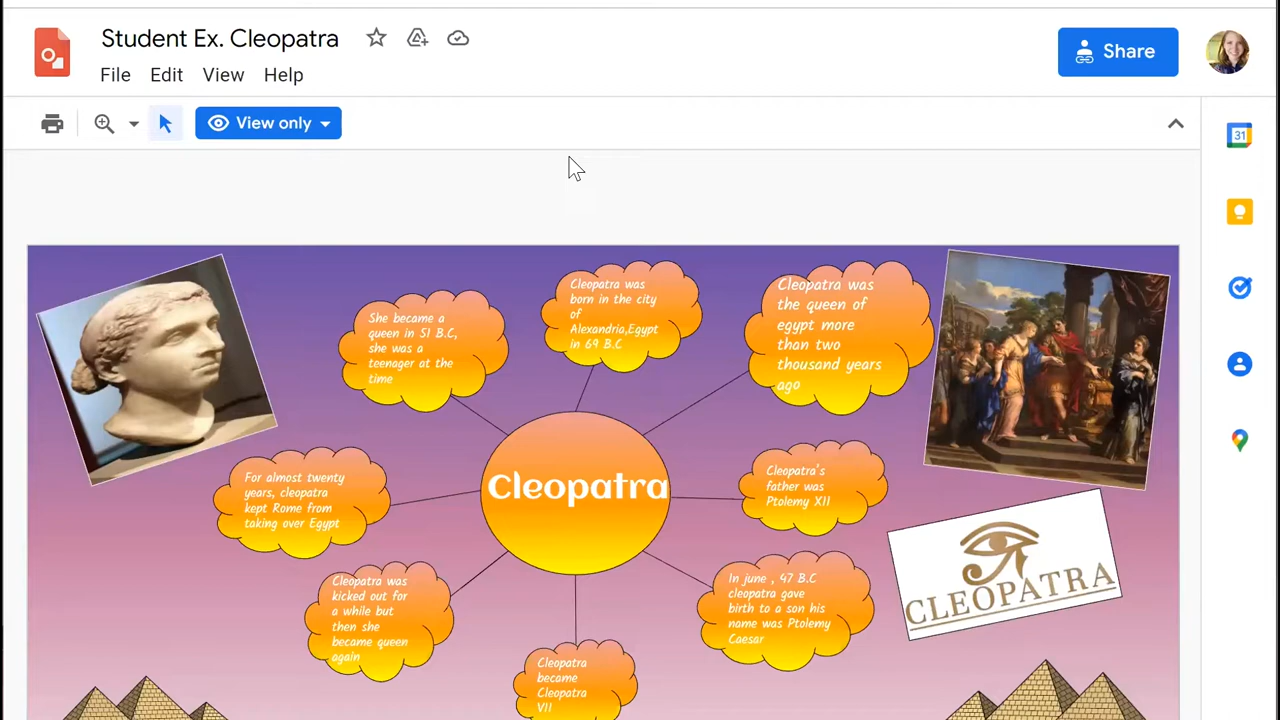 Student Ex. Cleopatra
Share
File Edit View Help
View only
31
Cleopatra was
born in the city
of
Alexandria,Egypt
in 69 B.C
Cleopatra was
the queen of
egypt more
than two
thousand years
ago
She became a
queen in 51 B.C,
she was a
teenager at the
time
Cleopatra
Cleopatra's
father was
Ptolemy XII
For almost twenty
years, cleopatra
kept Rome from
taking over Egypt
CLEOPATRA
In june , 47 B.C
cleopatra gave
birth to a son his
name was Ptolemy
Caesar
Cleopatra was
kicked out for
a while but
then she
became queen
again
Cleopatra
became
Cleopatra
VII